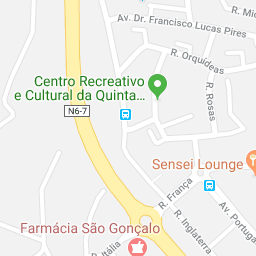 R. Mi
Av. Dr. Francisco Lucas Pires
R. Orquídeas
Centro Recreativo
e Cultural da Quinta...
N6-7
R. Rosas
Sensei Lounge
R. França
Av. Portuga
R. Inglaterra
Farmácia São Gonçalo
R. Itália